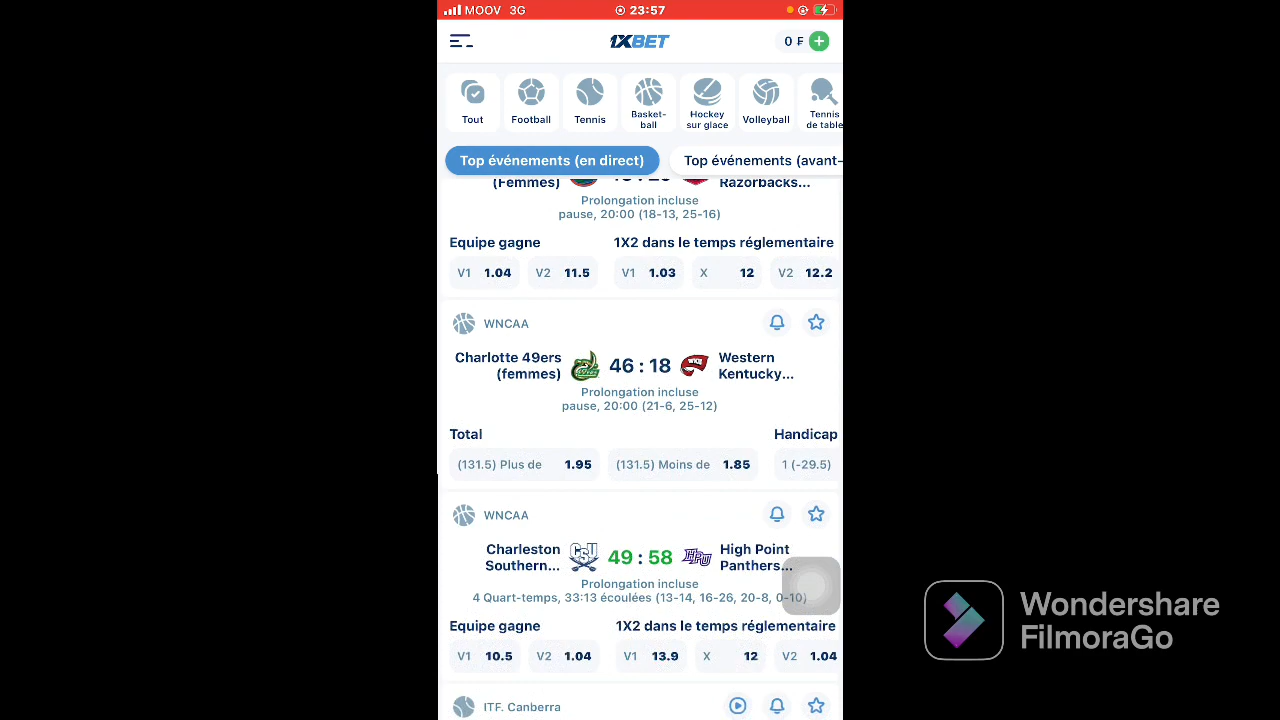 MOOV 3G 23:57
1XBET 0 ₣
Tout Football Tennis Basket-ball Hockey sur glace Volleyball Tennis de table
Top événements (en direct) Top événements (avant-
(Femmes) Razorbacks...
Prolongation incluse
pause, 20:00 (18-13, 25-16)
Equipe gagne 1X2 dans le temps réglementaire
V1 1.04 V2 11.5 V1 1.03 X 12 V2 12.2
WNCAA
Charlotte 49ers (femmes) 46 : 18 Western Kentucky...
Prolongation incluse
pause, 20:00 (21-6, 25-12)
Total Handicap
(131.5) Plus de 1.95 (131.5) Moins de 1.85 1 (-29.5)
WNCAA
Charleston Southern... CSU 49 : 58 HPU High Point Panthers...
Prolongation incluse
4 Quart-temps, 33:13 écoulées (13-14, 16-26, 20-8, 0-10)
Equipe gagne 1X2 dans le temps réglementaire
V1 10.5 V2 1.04 V1 13.9 X 12 V2 1.04
ITF. Canberra
Wondershare
FilmoraGo